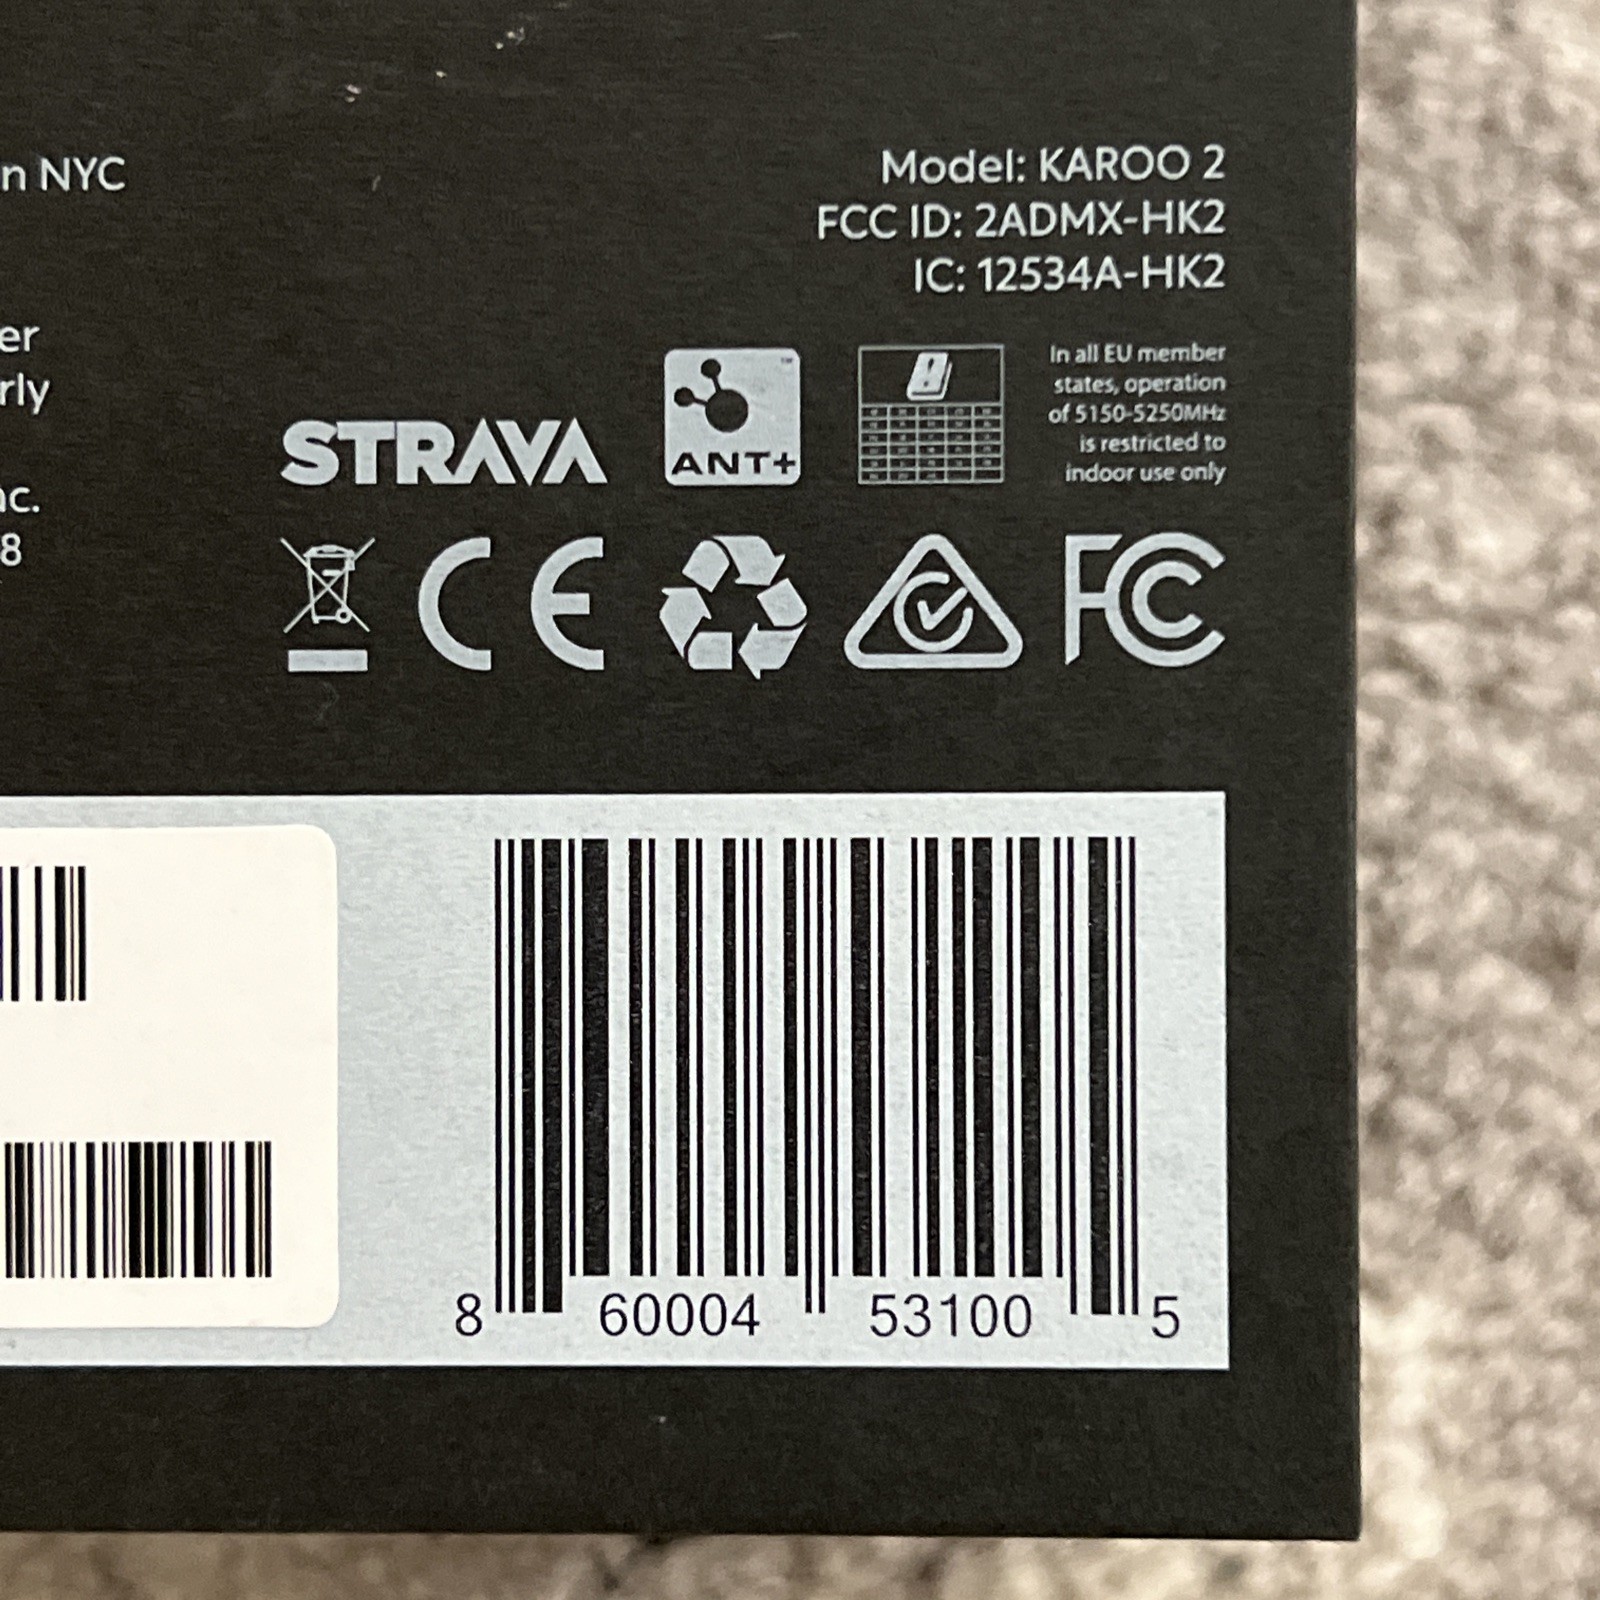 n NYC
er
rly
nc.
8
Model: KAROO 2
FCC ID: 2ADMX-HK2
IC: 12534A-HK2
STRAVA
ANT+
™
In all EU member
states, operation
of 5150-5250MHz
is restricted to
indoor use only
CE
FC
8 60004 53100 5